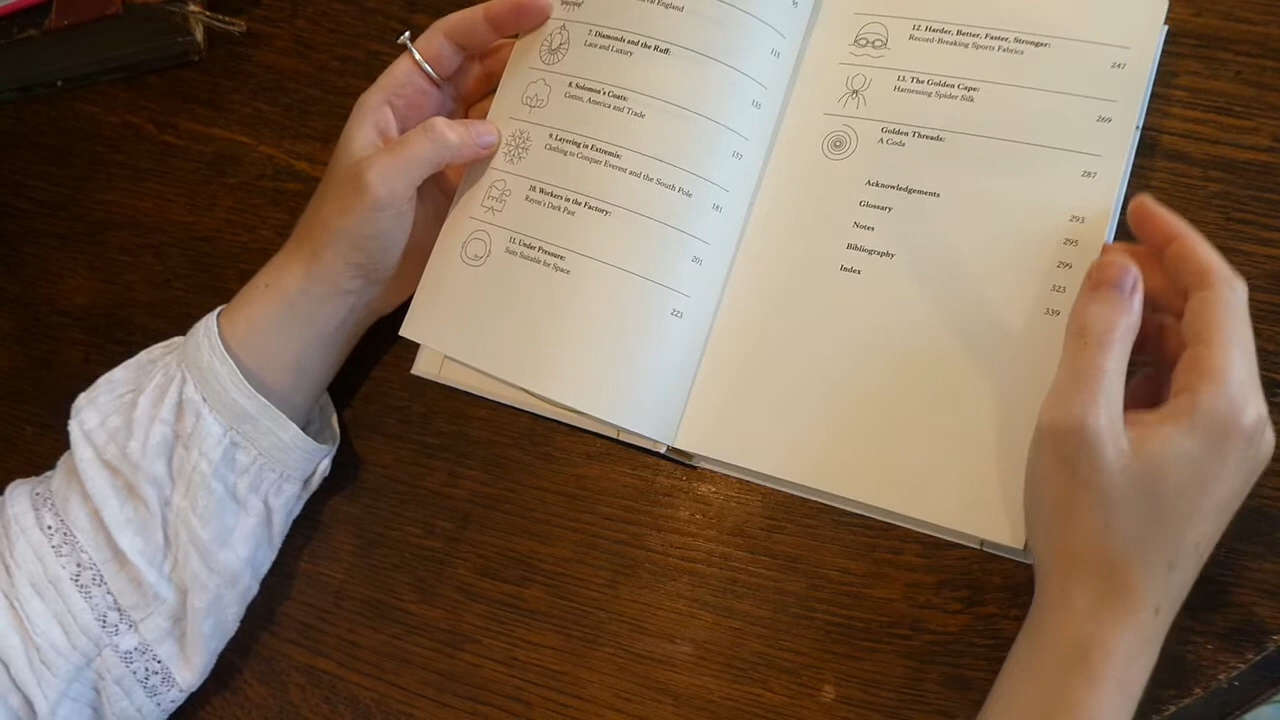 England
95
7. Diamonds and the Ruff:
Lace and Luxury
111
8. Solomon's Coats:
Cotton, America and Trade
135
9. Layering in Extremis:
Clothing to Conquer Everest and the South Pole
157
10. Workers in the Factory:
Rayon's Dark Past
181
11. Under Pressure:
Suits Suitable for Space
201
223
12. Harder, Better, Faster, Stronger:
Record-Breaking Sports Fabrics
247
13. The Golden Cape:
Harnessing Spider Silk
269
Golden Threads:
A Coda
287
Acknowledgements
293
Glossary
295
Notes
299
Bibliography
323
Index
339